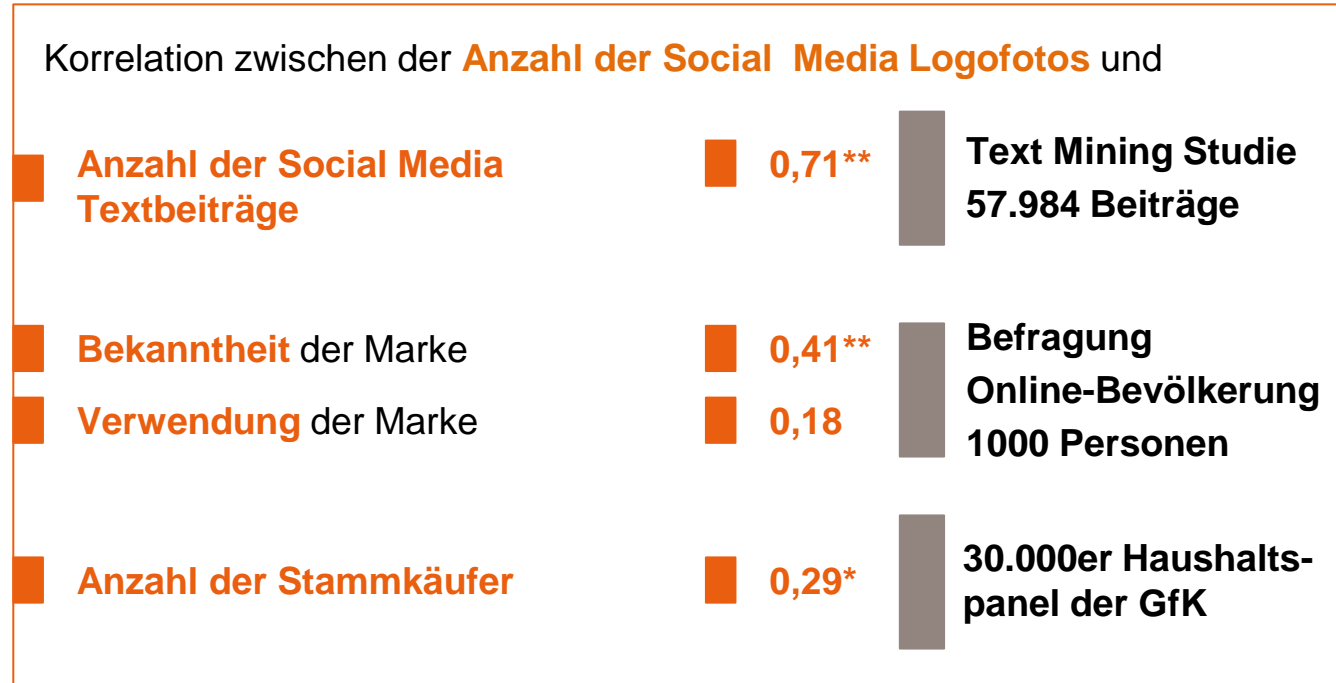 Korrelation zwischen der Anzahl der Social Media Logofotos und
Anzahl der Social Media
Textbeiträge
0,71**
Text Mining Studie
57.984 Beiträge
Bekanntheit der Marke
0,41**
Verwendung der Marke
0,18
Befragung
Online-Bevölkerung
1000 Personen
Anzahl der Stammkäufer
0,29*
30.000er Haushalts-
panel der GfK